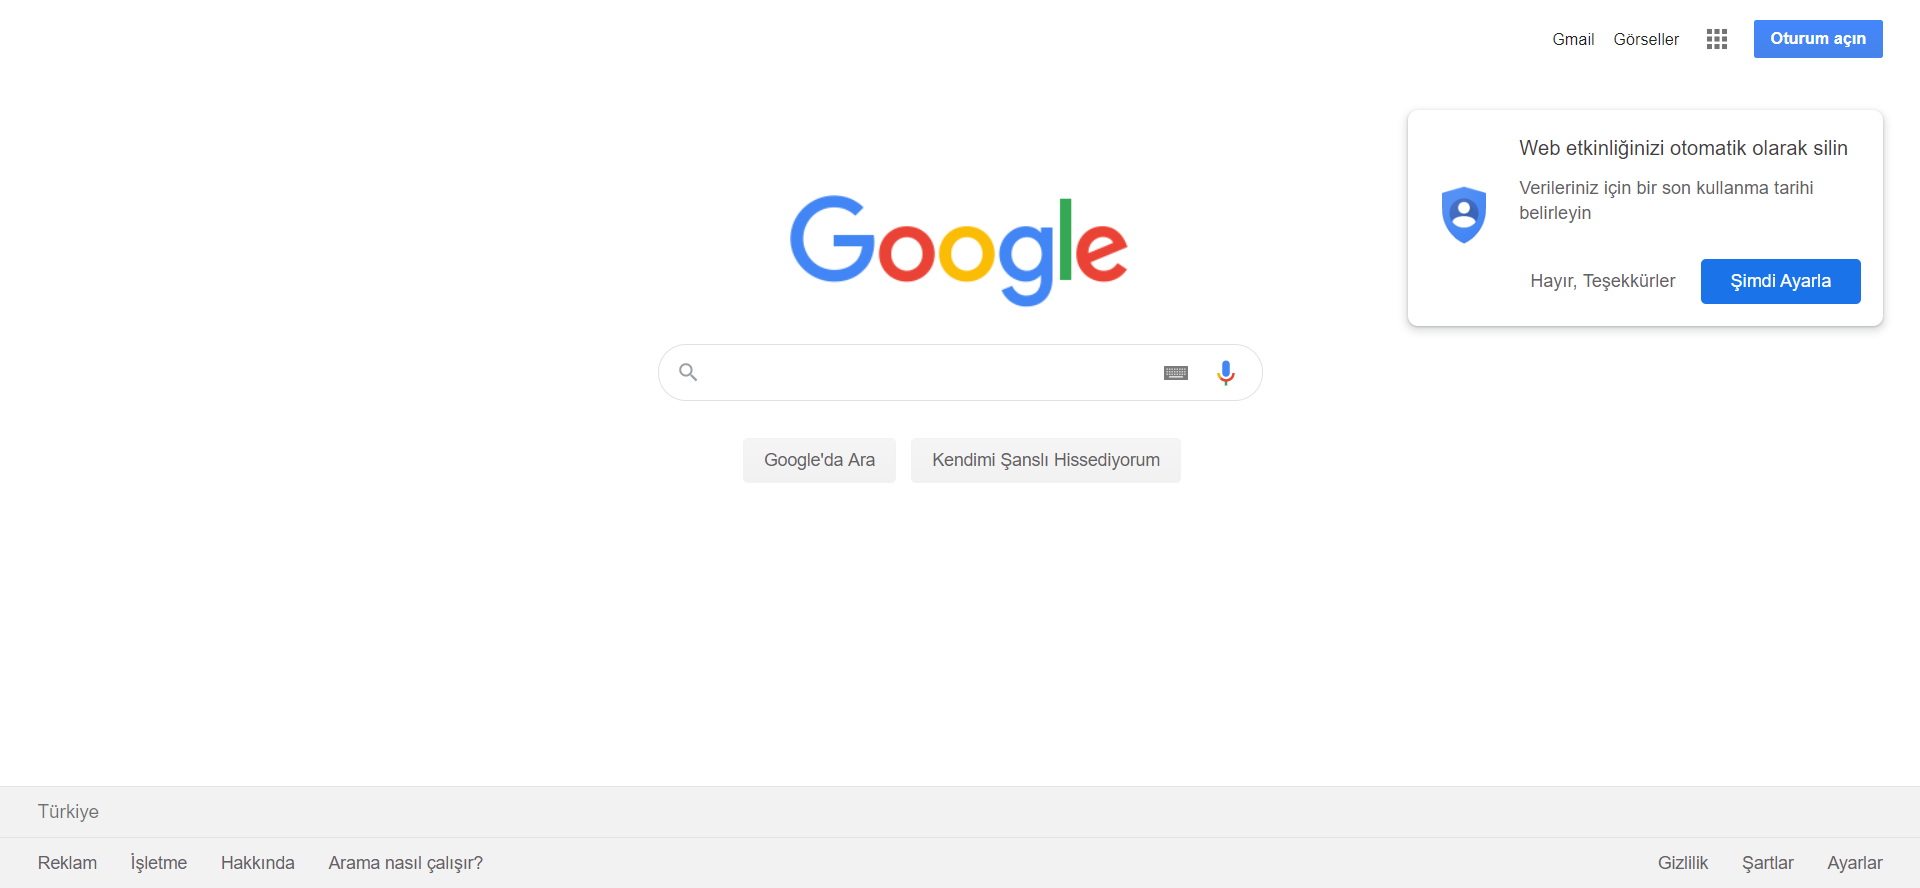 Gmail Görseller Oturum açın
Web etkinliğinizi otomatik olarak silin
Verileriniz için bir son kullanma tarihi
belirleyin
Hayır, Teşekkürler Şimdi Ayarla
Google
Google'da Ara Kendimi Şanslı Hissediyorum
Türkiye
Reklam İşletme Hakkında Arama nasıl çalışır? Gizlilik Şartlar Ayarlar